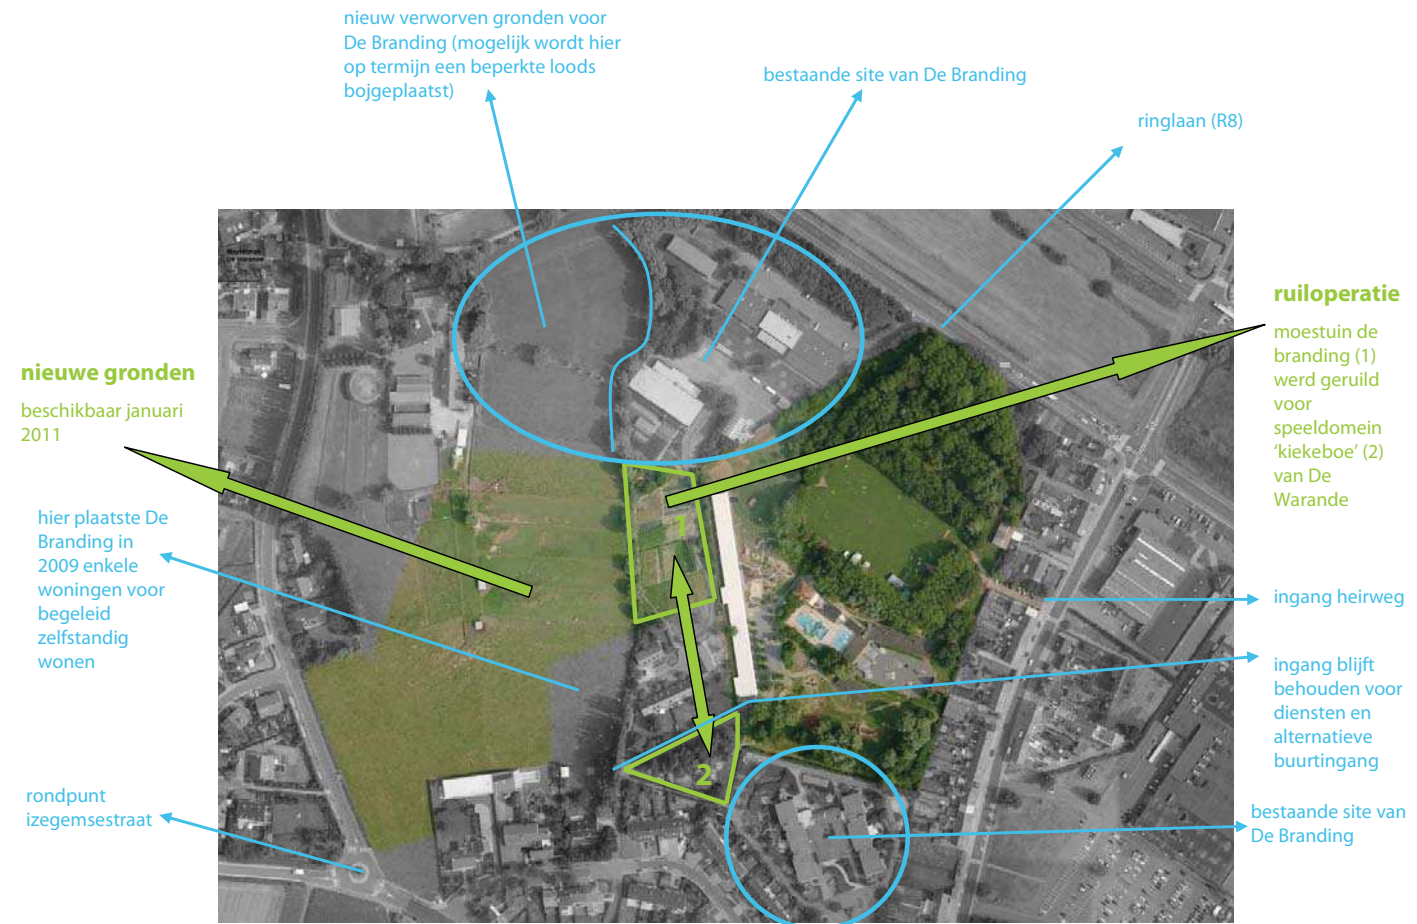 nieuw verworven gronden voor
De Branding (mogelijk wordt hier
op termijn een beperkte loods
bojgeplaatst)
bestaande site van De Branding
ringlaan (R8)
ruiloperatie
moestuin de
branding (1)
werd geruild
voor
speeldomein
‘kiekeboe’ (2)
van De
Warande
nieuwe gronden
beschikbaar januari
2011
hier plaatste De
Branding in
2009 enkele
woningen voor
begeleid
zelfstandig
wonen
1
2
ingang heirweg
ingang blijft
behouden voor
diensten en
alternatieve
buurtingang
rondpunt
izegemsestraat
bestaande site van
De Branding
De Warande